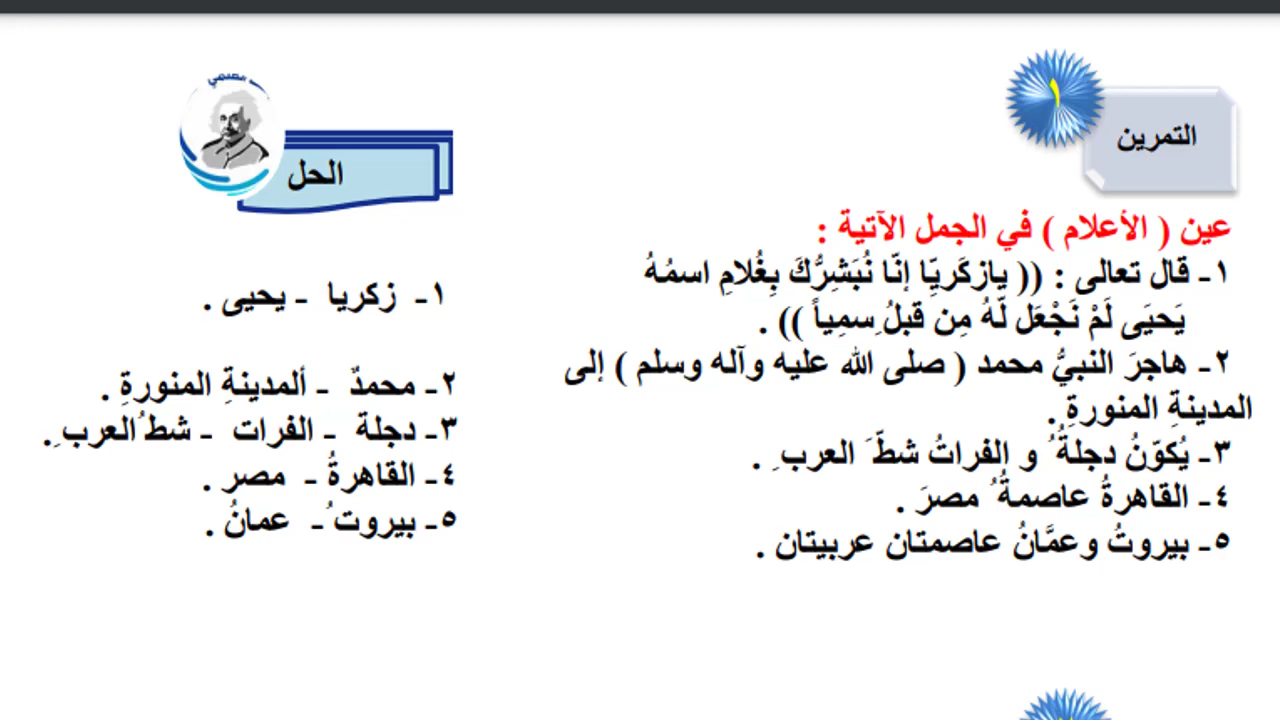 ١
التمرين
عين ( الأعلام ) في الجمل الآتية :
١- قال تعالى : (( يازكَريّا إنّا نُبَشِرُّكَ بِغُلامِ اسمُهُ
يَحيَى لَمْ نَجْعَل لّهُ مِن قبلُ سمِياً )) .
٢- هاجرَ النبيُّ محمد ( صلى الله عليه وآله وسلم ) إلى
المدينةِ المنورةِ .
٣- يُكوّنُ دجلةُ و الفراتُ شطّ َ العرب ِ .
٤- القاهرةُ عاصمةُ ُ مصرَ .
٥- بيروتُ وعمَّانُ عاصمتان عربيتان .
الحل
١- زكريا - يحيى .
٢- محمدٌ - ألمدينةِ المنورةِ .
٣- دجلة - الفرات - شط ُالعرب ِ .
٤- القاهرةُ - مصر .
٥- بيروت ُ- عمانُ .